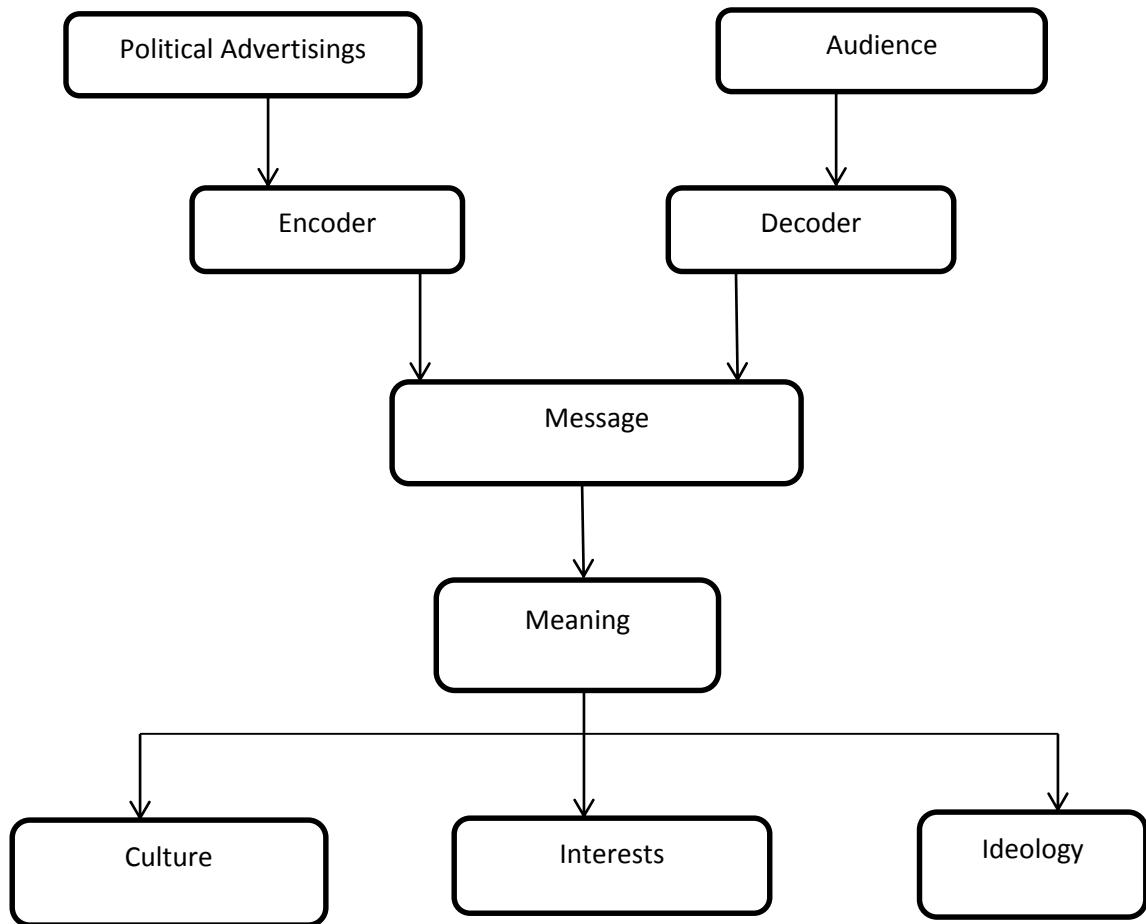 Political Advertisings
Audience
Encoder
Decoder
Message
Meaning
Culture
Interests
Ideology